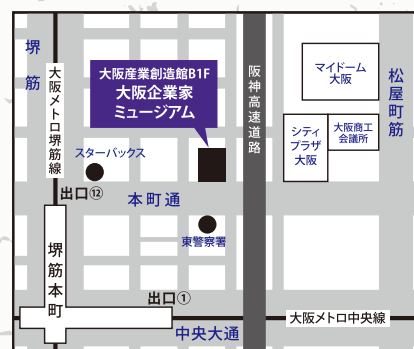 堺筋
大阪メトロ堺筋線
大阪産業創造館B1F
大阪企業家
ミュージアム
阪神高速道路
マイドーム
大阪
松屋町筋
シティ
プラザ
大阪
大阪商工
会議所
スターバックス
出口⑫
本町通
東警察署
堺筋本町
出口①
大阪メトロ中央線
中央大通